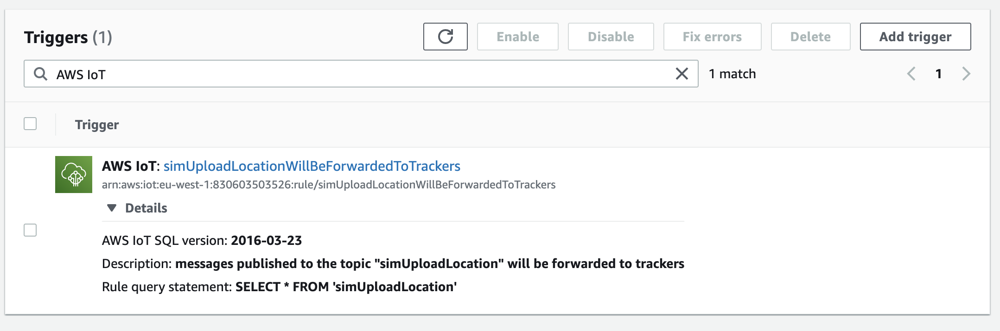 Triggers (1)
Enable
Disable
Fix errors
Delete
Add trigger
AWS IoT
1 match
1
Trigger
AWS IoT: simUploadLocationWillBeForwardedToTrackers
arn:aws:iot:eu-west-1:830603503526:rule/simUploadLocationWillBeForwardedToTrackers
Details
AWS IoT SQL version: 2016-03-23
Description: messages published to the topic "simUploadLocation" will be forwarded to trackers
Rule query statement: SELECT * FROM 'simUploadLocation'